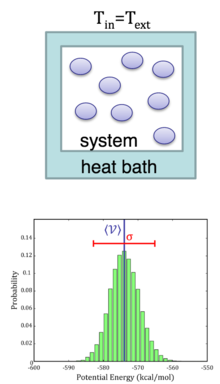 T_in=T_ext
system
heat bath
⟨𝒱⟩
σ
0.14
0.12
0.1
0.08
0.06
0.04
0.02
0
Probability
-600 -590 -580 -570 -560 -550
Potential Energy (kcal/mol)